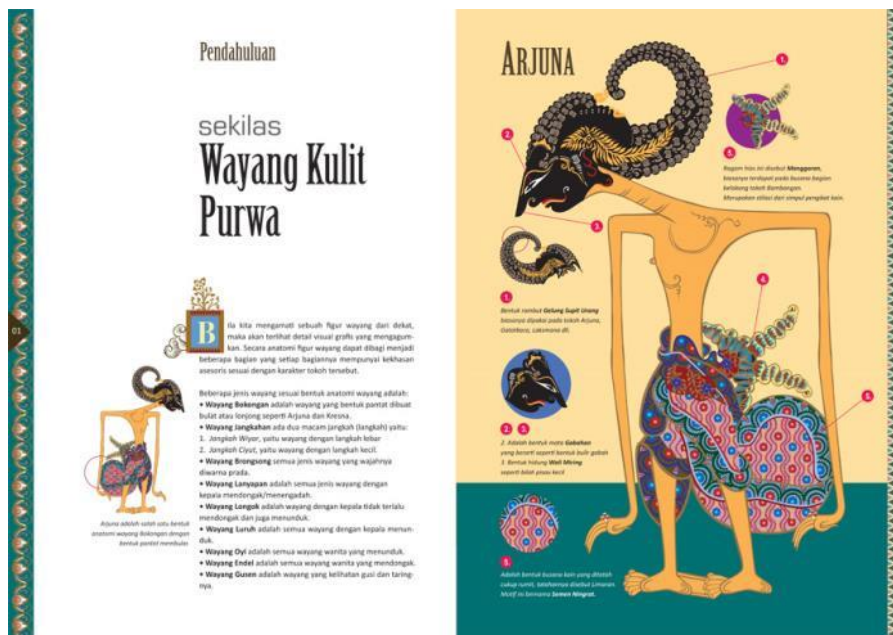 Pendahuluan
sekilas
Wayang Kulit
Purwa
01
Bila kita mengamati sebuah figur wayang dari dekat,
maka akan terlihat detail visual grafis yang mengagum-
kan. Secara anatomi figur wayang dapat dibagi menjadi
beberapa bagian yang setiap bagiannya mempunyai kekhasan
asesoris sesuai dengan karakter tokoh tersebut.
Beberapa jenis wayang sesuai bentuk anatomi wayang adalah:
• Wayang Bokongan adalah wayang yang bentuk pantat dibuat
bulat atau lonjong seperti Arjuna dan Kresna.
• Wayang Jangkahan ada dua macam jangkah (langkah) yaitu:
1. Jangkah Wiyar, yaitu wayang dengan langkah lebar
2. Jangkah Ciyut, yaitu wayang dengan langkah kecil.
• Wayang Brongsong semua jenis wayang yang wajahnya
diwarna prada.
• Wayang Lanyapan adalah semua jenis wayang dengan
kepala mendongak/menengadah.
• Wayang Longok adalah wayang dengan kepala tidak terlalu
mendongak dan juga menunduk.
• Wayang Luruh adalah semua wayang dengan kepala menun-
duk.
• Wayang Oyi adalah semua wayang wanita yang menunduk.
• Wayang Endel adalah semua wayang wanita yang mendongak.
• Wayang Gusen adalah wayang yang kelihatan gusi dan taring-
nya.
Arjuna adalah salah satu bentuk
anatomi wayang Bokongan dengan
bentuk pantat membulat
ARJUNA
1.
2.
3.
5.
Ragam hias ini disebut Manggaran,
biasanya terdapat pada busana bagian
belakang tokoh Bambangan.
Merupakan stilasi dari simpul pengikat kain.
1.
Bentuk rambut Gelung Supit Urang
biasanya dipakai pada tokoh Arjuna,
Gatotkaca, Laksmana dll.
4.
2. 3.
2. Adalah bentuk mata Gabahan
yang berarti seperti bentuk bulir gabah
3. Bentuk hidung Wali Miring
seperti bilah pisau kecil
5.
Adalah bentuk busana kain yang ditatah
cukup rumit, tatahannya disebut Limaran.
Motif ini bernama Semen Ningrat.